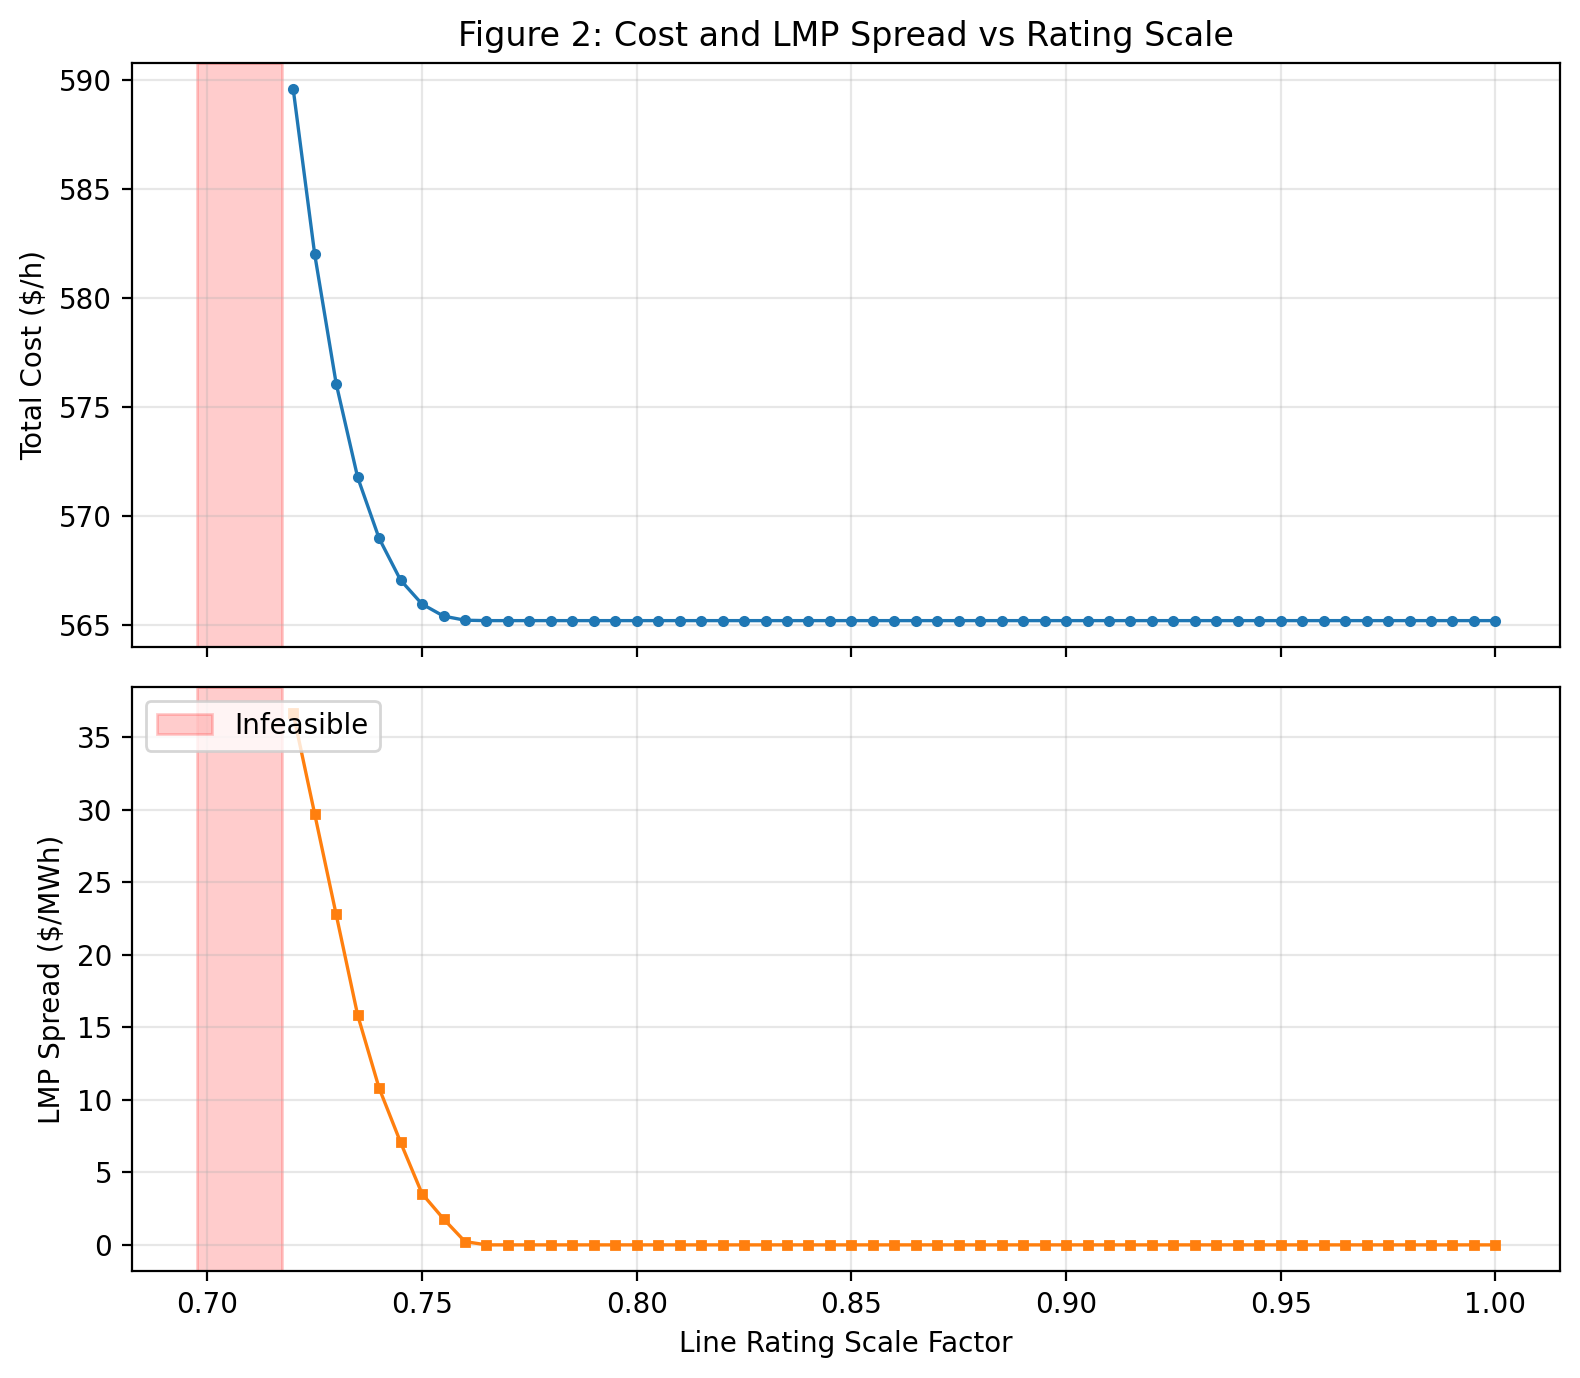 Figure 2: Cost and LMP Spread vs Rating Scale
590
585
580
575
570
565
Total Cost ($/h)
Infeasible
35
30
25
20
15
10
5
0
LMP Spread ($/MWh)
0.70 0.75 0.80 0.85 0.90 0.95 1.00
Line Rating Scale Factor